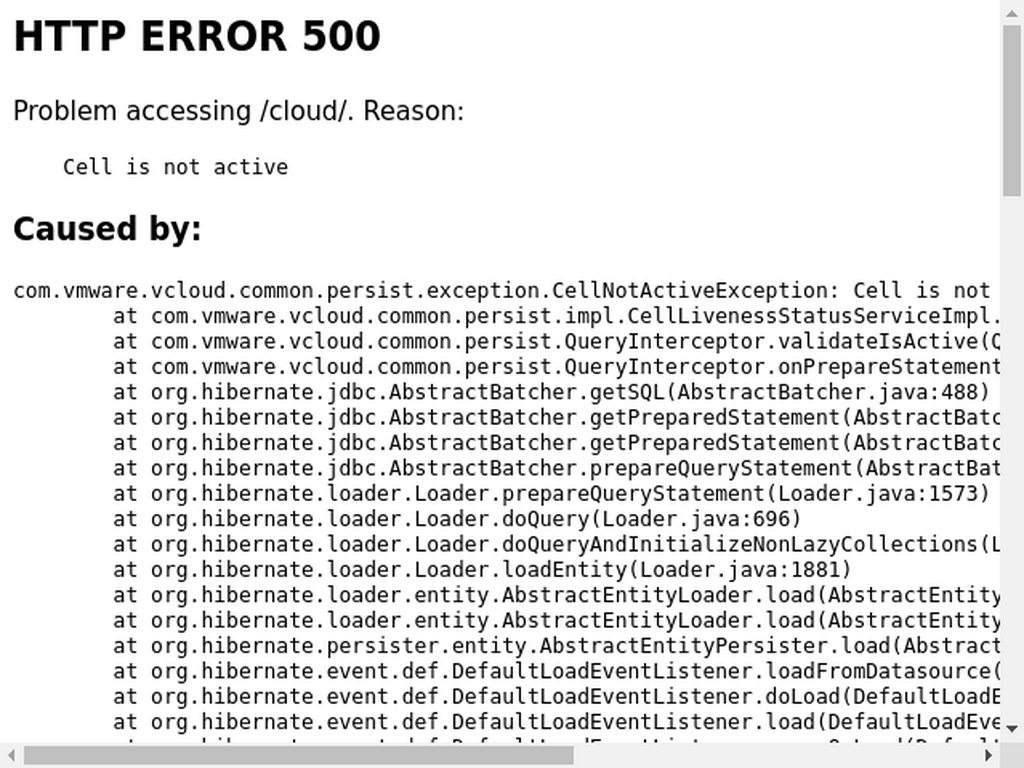 HTTP ERROR 500
Problem accessing /cloud/. Reason:
Cell is not active
Caused by:
com.vmware.vcloud.common.persist.exception.CellNotActiveException: Cell is not
at com.vmware.vcloud.common.persist.impl.CellLivenessStatusServiceImpl.
at com.vmware.vcloud.common.persist.QueryInterceptor.validateIsActive(Q
at com.vmware.vcloud.common.persist.QueryInterceptor.onPrepareStatement
at org.hibernate.jdbc.AbstractBatcher.getSQL(AbstractBatcher.java:488)
at org.hibernate.jdbc.AbstractBatcher.getPreparedStatement(AbstractBatc
at org.hibernate.jdbc.AbstractBatcher.getPreparedStatement(AbstractBatc
at org.hibernate.jdbc.AbstractBatcher.prepareQueryStatement(AbstractBat
at org.hibernate.loader.Loader.prepareQueryStatement(Loader.java:1573)
at org.hibernate.loader.Loader.doQuery(Loader.java:696)
at org.hibernate.loader.Loader.doQueryAndInitializeNonLazyCollections(L
at org.hibernate.loader.Loader.loadEntity(Loader.java:1881)
at org.hibernate.loader.entity.AbstractEntityLoader.load(AbstractEntity
at org.hibernate.loader.entity.AbstractEntityLoader.load(AbstractEntity
at org.hibernate.persister.entity.AbstractEntityPersister.load(Abstract
at org.hibernate.event.def.DefaultLoadEventListener.loadFromDatasource(
at org.hibernate.event.def.DefaultLoadEventListener.doLoad(DefaultLoadE
at org.hibernate.event.def.DefaultLoadEventListener.load(DefaultLoadEve